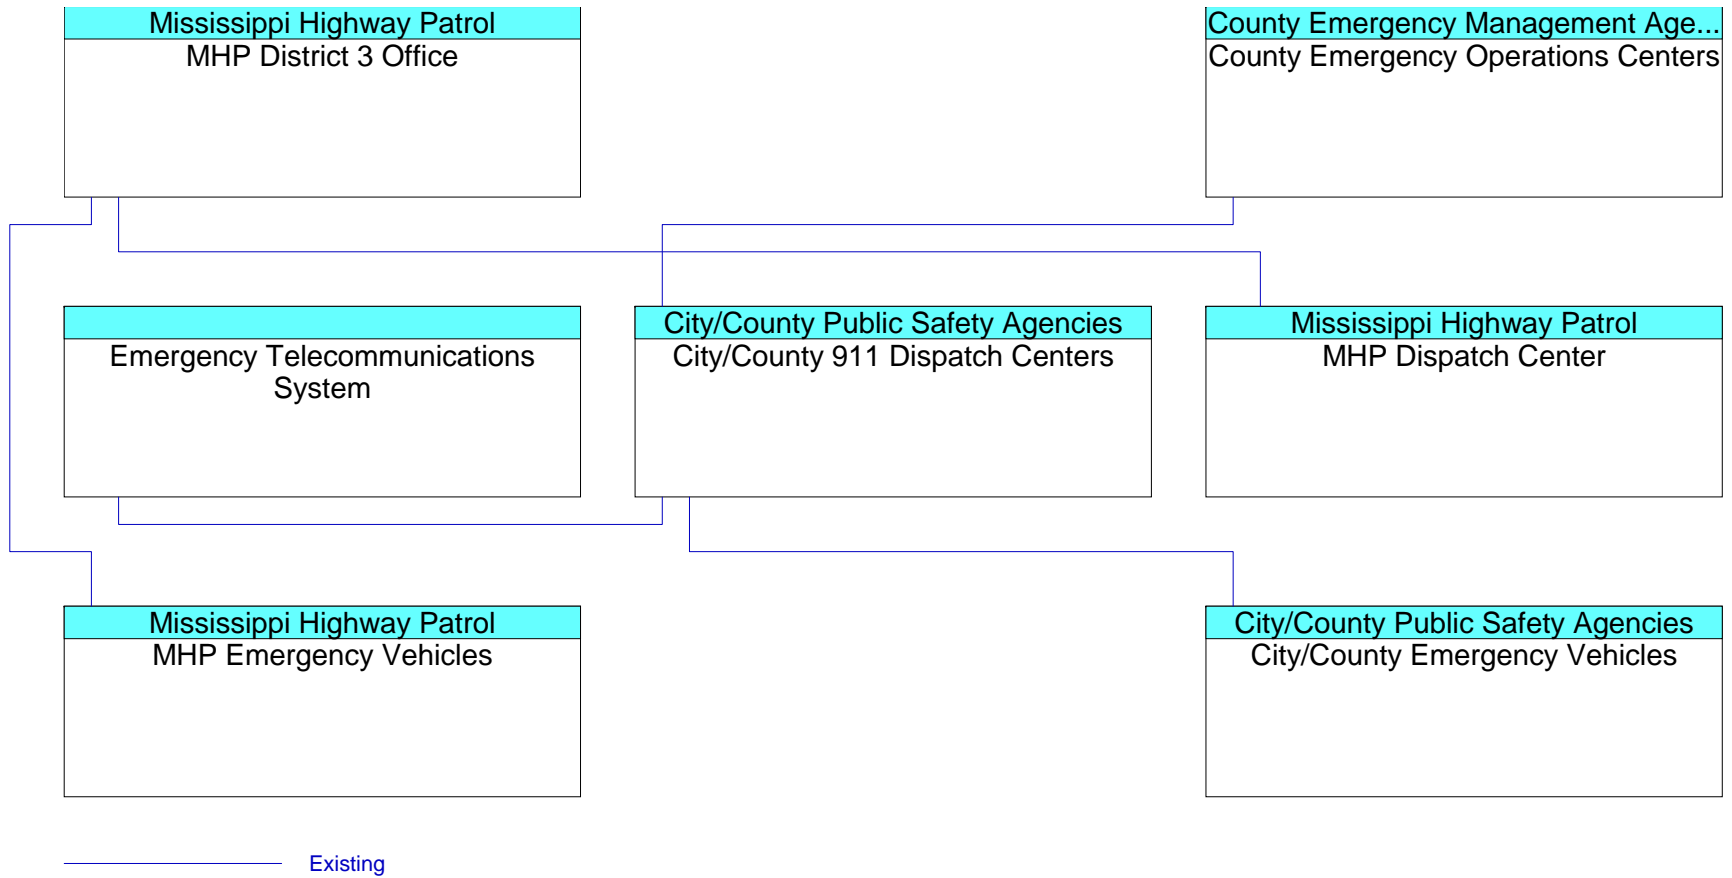 Mississippi Highway Patrol
MHP District 3 Office
County Emergency Management Age...
County Emergency Operations Centers
Emergency Telecommunications
System
City/County Public Safety Agencies
City/County 911 Dispatch Centers
Mississippi Highway Patrol
MHP Dispatch Center
Mississippi Highway Patrol
MHP Emergency Vehicles
City/County Public Safety Agencies
City/County Emergency Vehicles
Existing